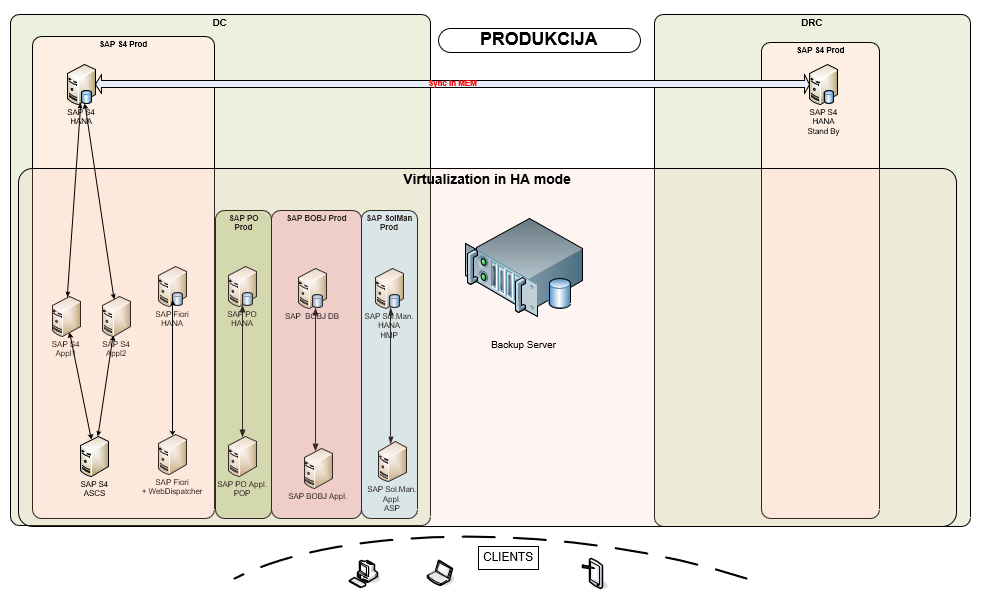 DC
PRODUKCIJA
DRC
SAP S4 Prod
SAP S4 Prod
sync in MEM
SAP S4
HANA
SAP S4
HANA
Stand By
Virtualization in HA mode
SAP PO
Prod
SAP BOBJ Prod
SAP SolMan
Prod
SAP S4
Appl1
SAP S4
Appl2
SAP Fiori
HANA
SAP PO
HANA
SAP BOBJ DB
SAP Sol.Man.
HANA
HMP
Backup Server
SAP S4
ASCS
SAP Fiori
+ WebDispatcher
SAP PO Appl.
POP
SAP BOBJ Appl.
SAP Sol.Man.
Appl.
ASP
CLIENTS